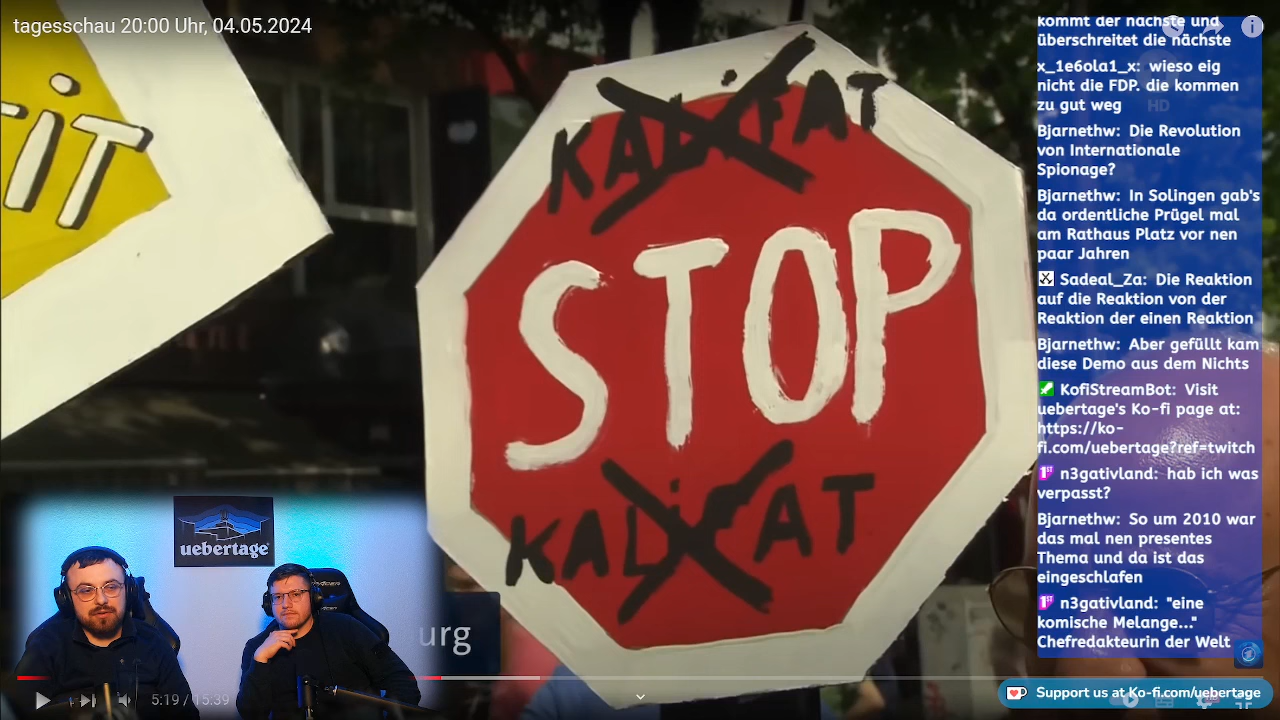 tagesschau 20:00 Uhr, 04.05.2024
iT
KALiFAT
STOP
KALiFAT
uebertage
urg
5:19 / 15:39
kommt der nächste und
überschreitet die nächste
x_1e6ola1_x: wieso eig
nicht die FDP. die kommen
zu gut weg
HD
Bjarnethw: Die Revolution
von Internationale
Spionage?
Bjarnethw: In Solingen gab's
da ordentliche Prügel mal
am Rathaus Platz vor nen
paar Jahren
Sadeal_Za: Die Reaktion
auf die Reaktion von der
Reaktion der einen Reaktion
Bjarnethw: Aber gefüllt kam
diese Demo aus dem Nichts
KofiStreamBot: Visit
uebertage's Ko-fi page at:
https://ko-
fi.com/uebertage?ref=twitch
n3gativland: hab ich was
verpasst?
Bjarnethw: So um 2010 war
das mal nen presentes
Thema und da ist das
eingeschlafen
n3gativland: "eine
komische Melange..."
Chefredakteurin der Welt
Support us at Ko-fi.com/uebertage